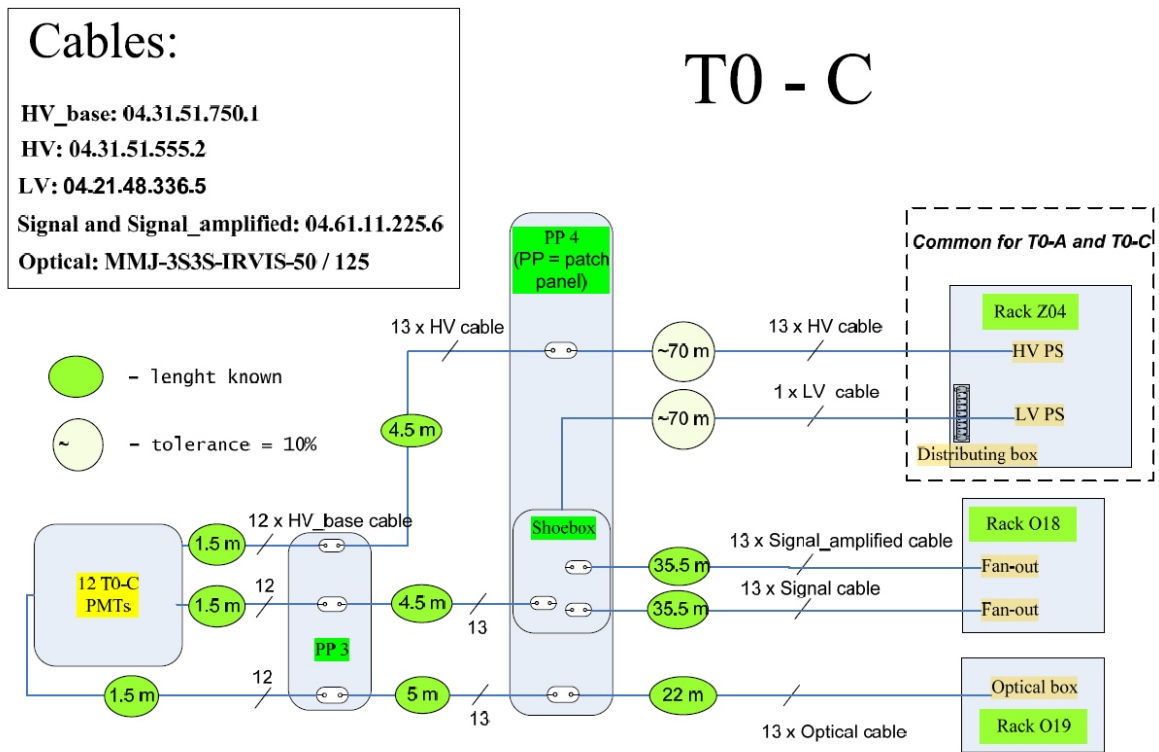 Cables:
HV_base: 04.31.51.750.1
HV: 04.31.51.555.2
LV: 04.21.48.336.5
Signal and Signal_amplified: 04.61.11.225.6
Optical: MMJ-3S3S-IRVIS-50 / 125
T0 - C
PP 4
(PP = patch
panel)
Common for T0-A and T0-C
Rack Z04
13 x HV cable
~70 m
13 x HV cable
HV PS
- lenght known
~70 m
1 x LV cable
LV PS
4.5 m
~
- tolerance = 10%
Distributing box
12 x HV_base cable
1.5 m
Shoebox
Rack O18
13 x Signal_amplified cable
35.5 m
Fan-out
12 T0-C
PMTs
1.5 m
12
4.5 m
13
13 x Signal cable
35.5 m
Fan-out
PP 3
1.5 m
12
5 m
13
22 m
13 x Optical cable
Optical box
Rack O19